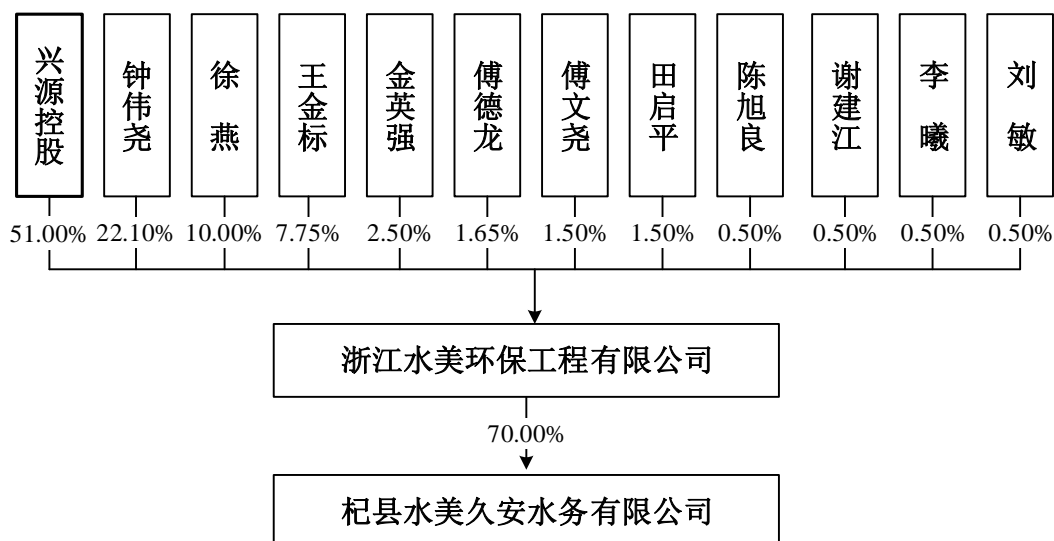 兴源控股
钟伟尧
徐燕
王金标
金英强
傅德龙
傅文尧
田启平
陈旭良
谢建江
李曦
刘敏
51.00%
22.10%
10.00%
7.75%
2.50%
1.65%
1.50%
1.50%
0.50%
0.50%
0.50%
0.50%
浙江水美环保工程有限公司
70.00%
杞县水美久安水务有限公司